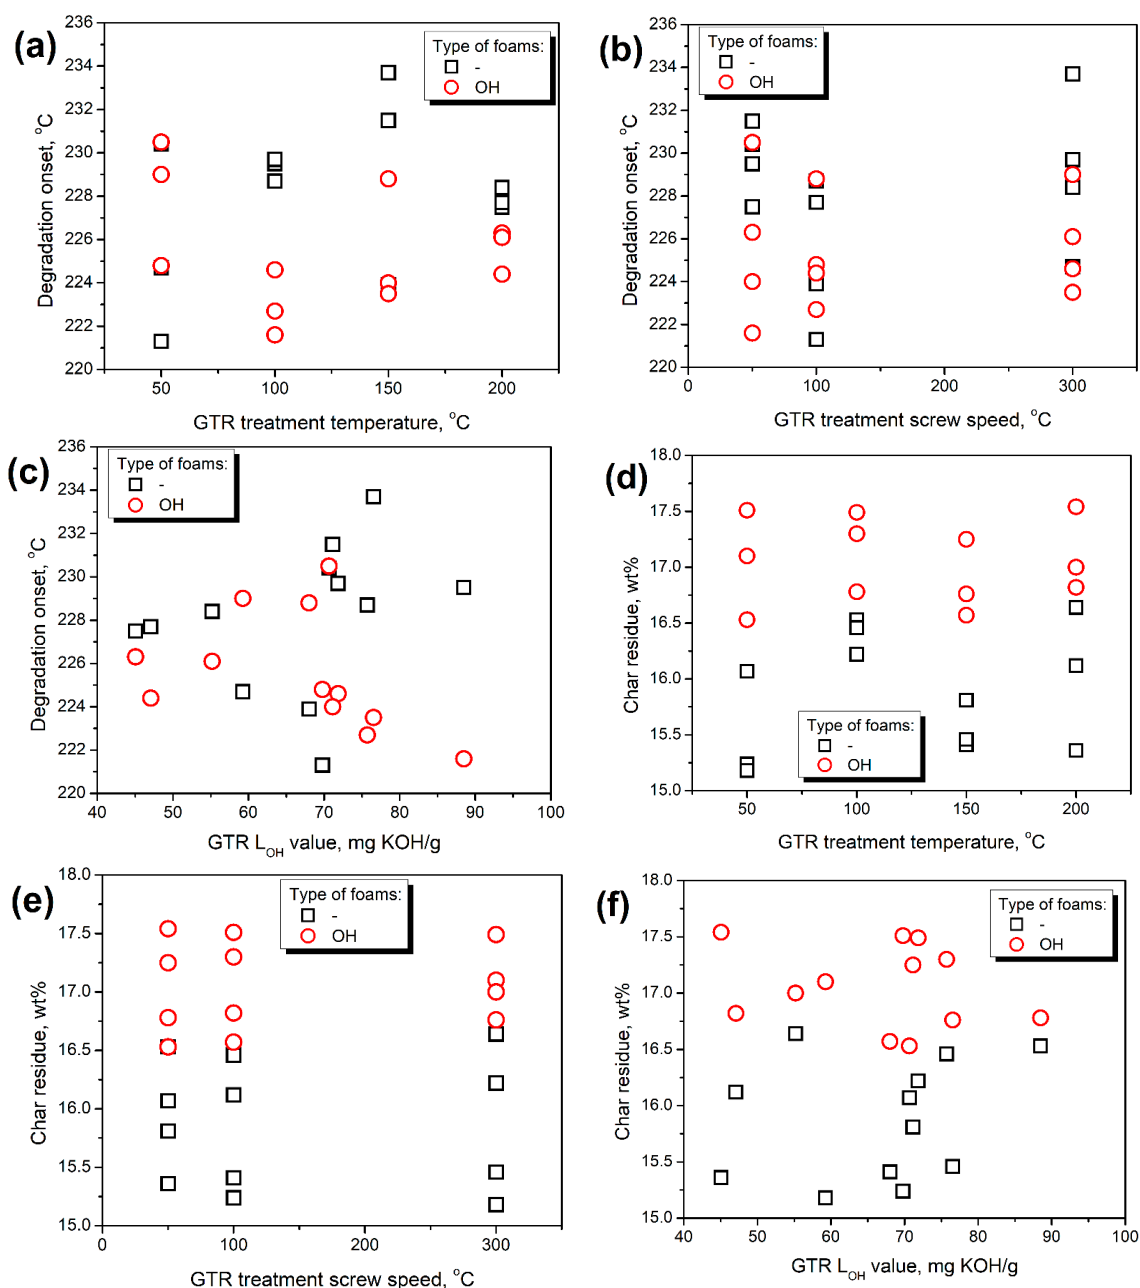 (a)
236
234
232
230
228
226
224
222
220
Degradation onset, °C
Type of foams:
-
OH
50
100
150
200
GTR treatment temperature, °C
(b)
236
234
232
230
228
226
224
222
220
Degradation onset, °C
Type of foams:
-
OH
0
100
200
300
GTR treatment screw speed, °C
(c)
236
234
232
230
228
226
224
222
220
Degradation onset, °C
Type of foams:
-
OH
40
50
60
70
80
90
100
GTR L_OH value, mg KOH/g
(d)
18.0
17.5
17.0
16.5
16.0
15.5
15.0
Char residue, wt%
Type of foams:
-
OH
50
100
150
200
GTR treatment temperature, °C
(e)
18.0
17.5
17.0
16.5
16.0
15.5
15.0
Char residue, wt%
Type of foams:
-
OH
0
100
200
300
GTR treatment screw speed, °C
(f)
18.0
17.5
17.0
16.5
16.0
15.5
15.0
Char residue, wt%
Type of foams:
-
OH
40
50
60
70
80
90
100
GTR L_OH value, mg KOH/g